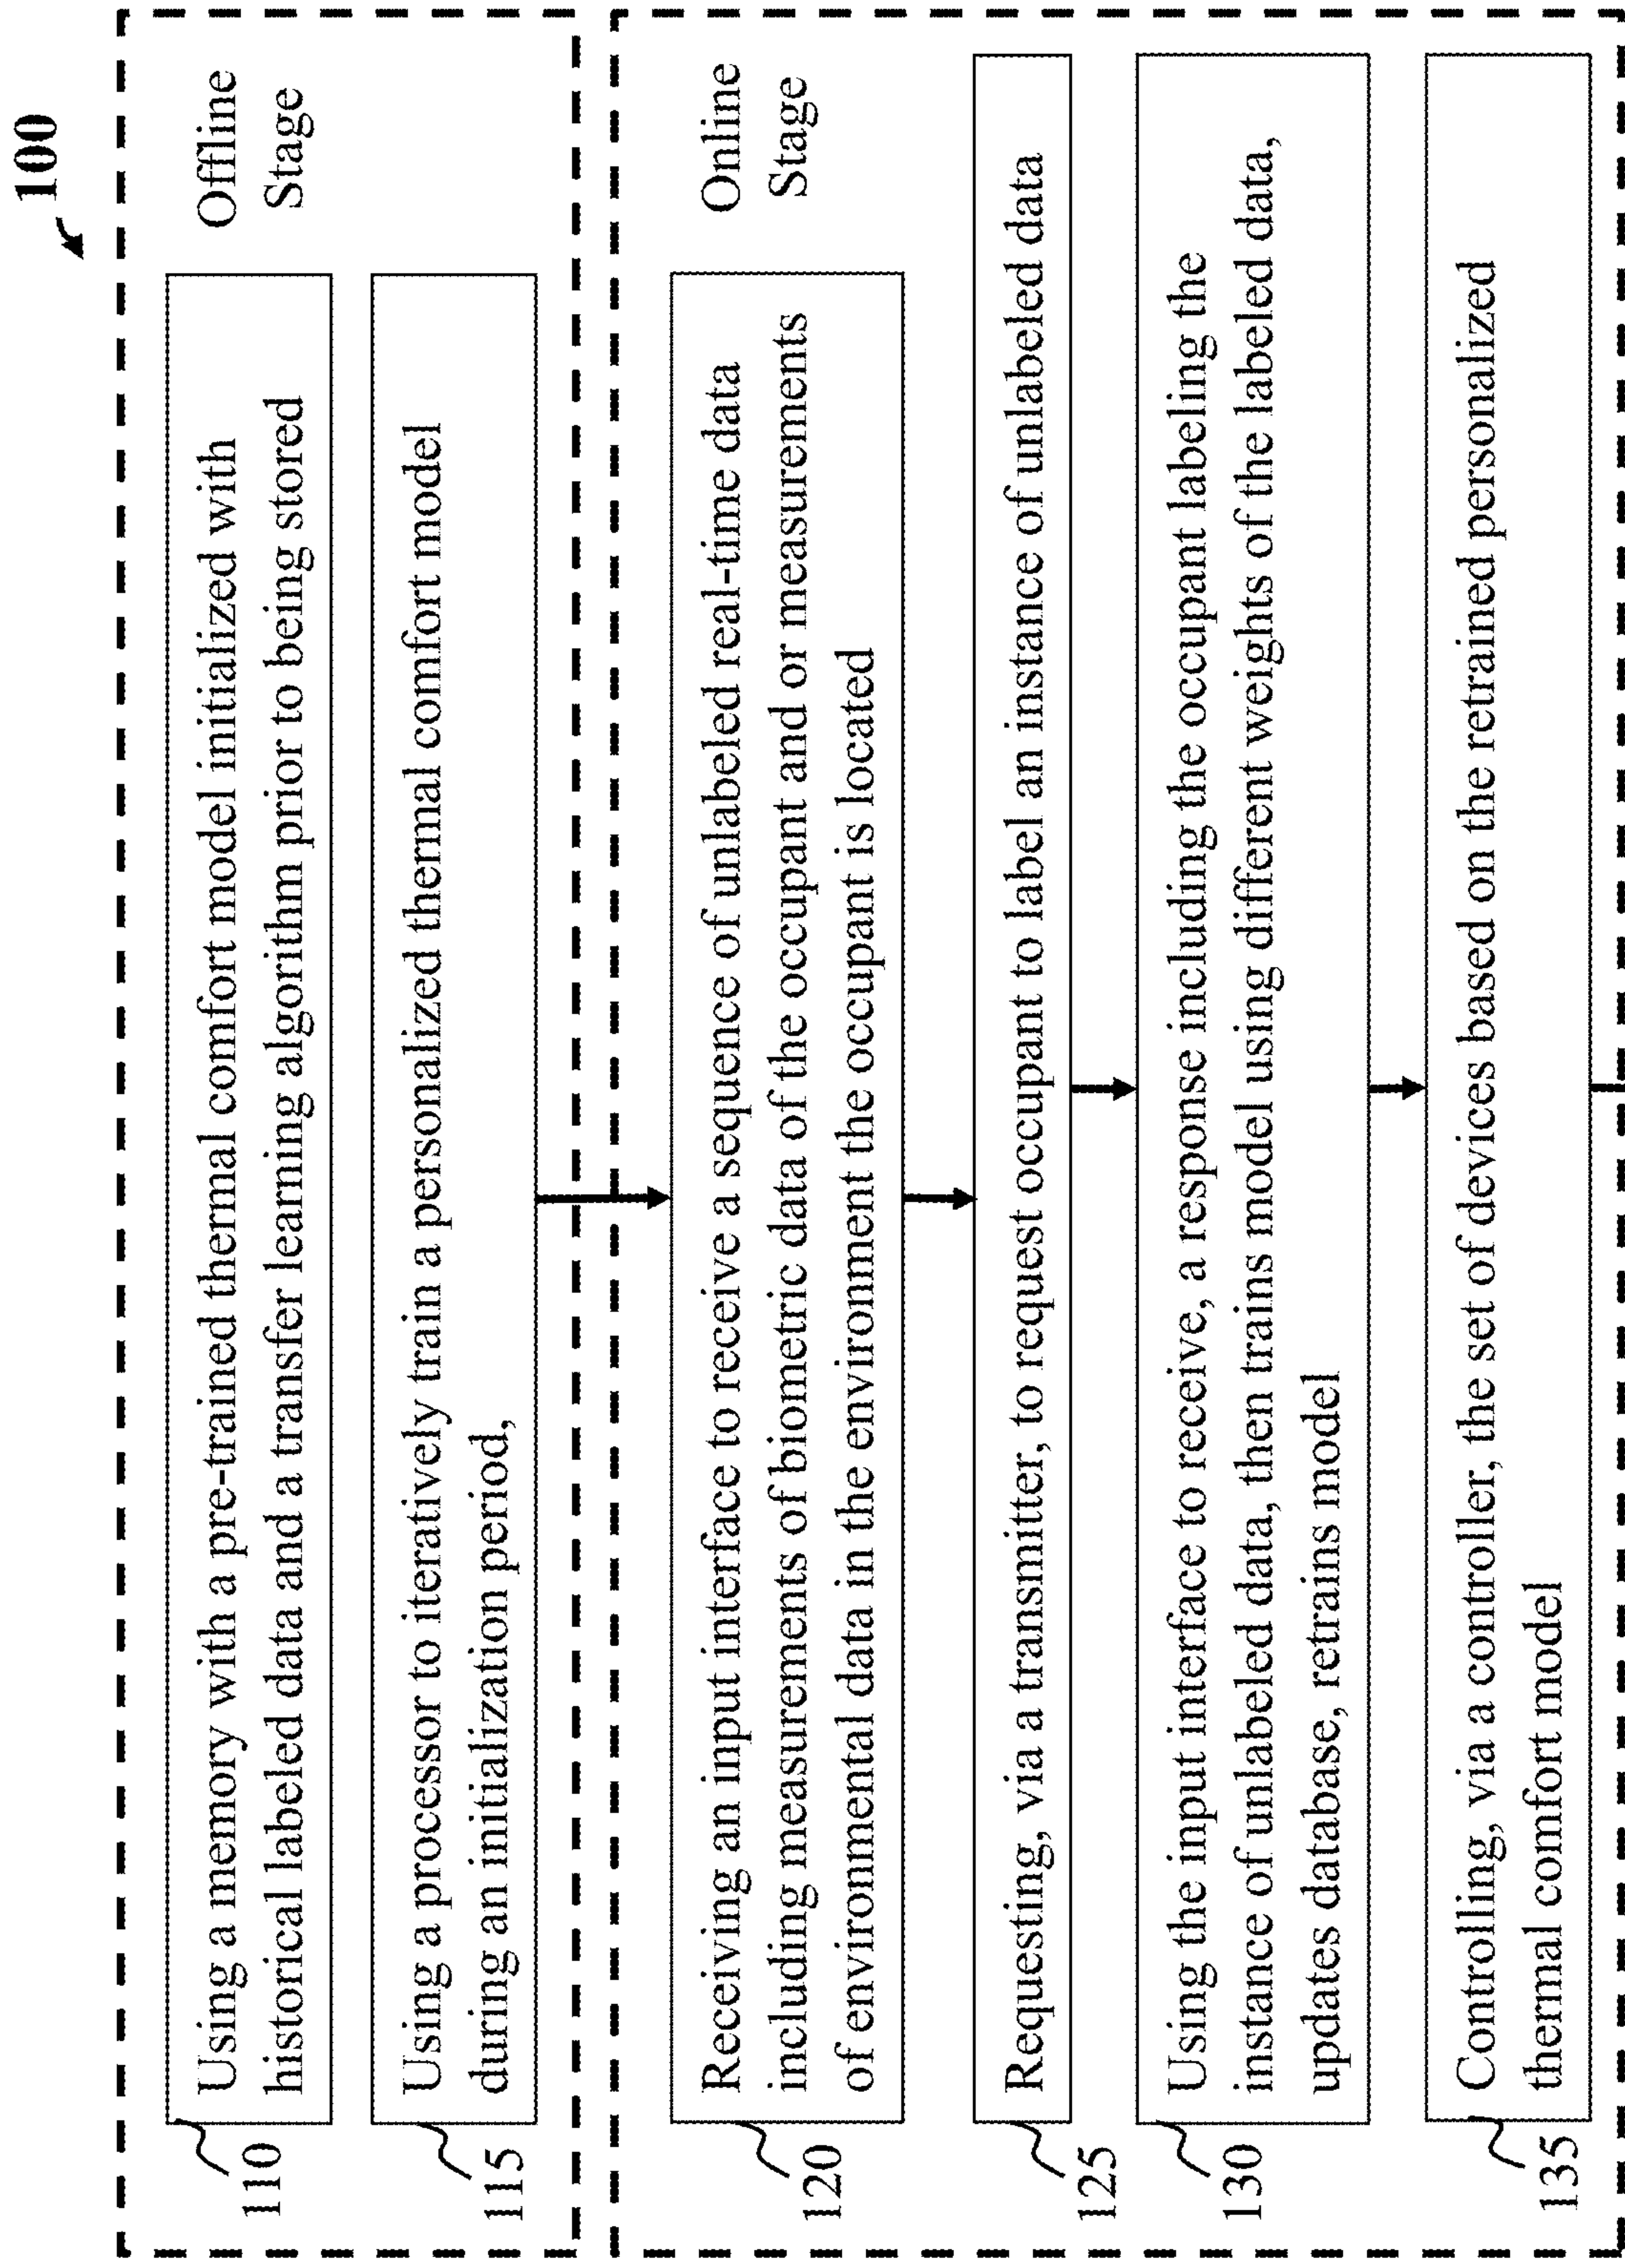 100
Offline
Stage
110
Using a memory with a pre-trained thermal comfort model initialized with
historical labeled data and a transfer learning algorithm prior to being stored
115
Using a processor to iteratively train a personalized thermal comfort model
during an initialization period,
Online
Stage
120
Receiving an input interface to receive a sequence of unlabeled real-time data
including measurements of biometric data of the occupant and or measurements
of environmental data in the environment the occupant is located
125
Requesting, via a transmitter, to request occupant to label an instance of unlabeled data
130
Using the input interface to receive, a response including the occupant labeling the
instance of unlabeled data, then trains model using different weights of the labeled data,
updates database, retrains model
135
Controlling, via a controller, the set of devices based on the retrained personalized
thermal comfort model